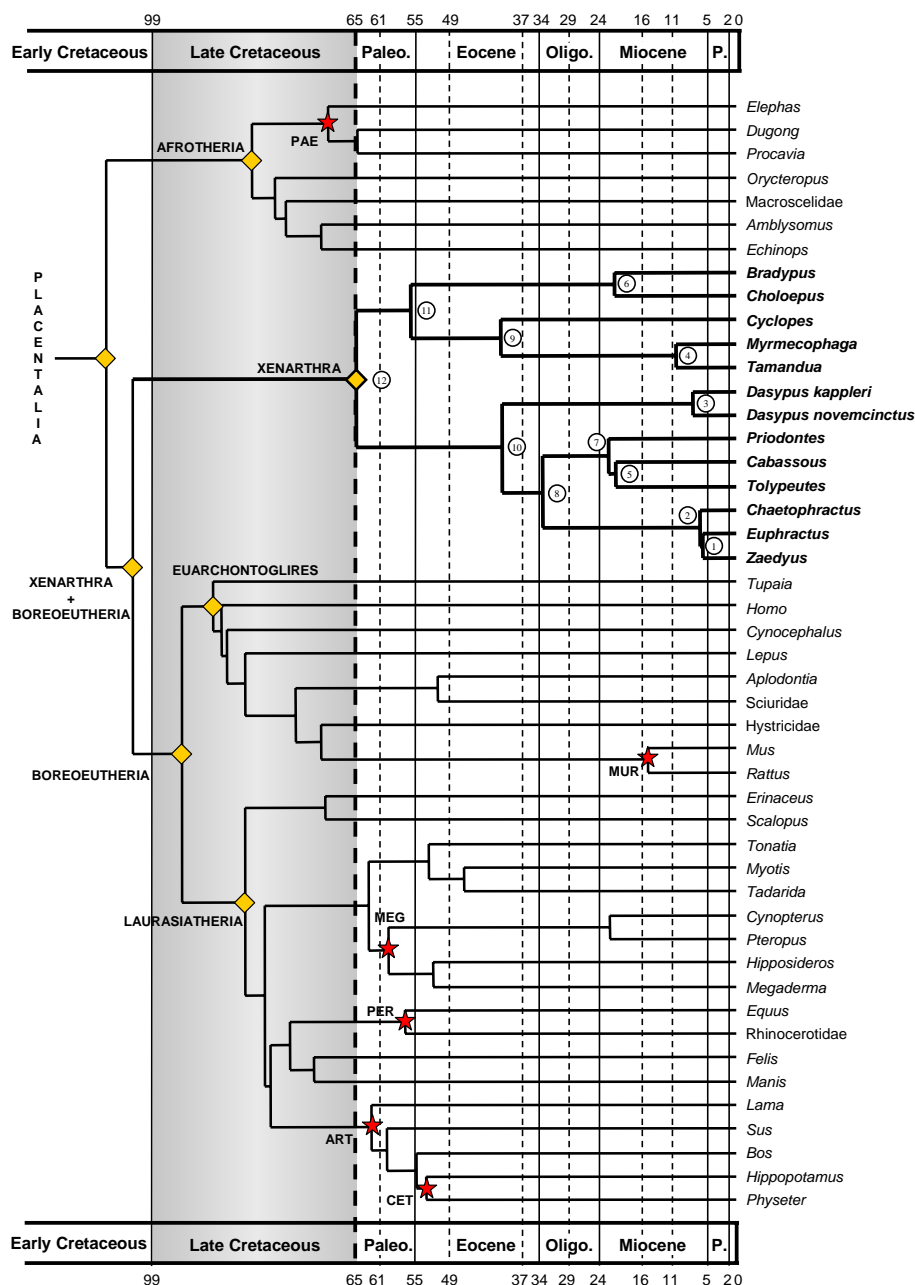 99 65 61 55 49 37 34 29 24 16 11 5 2 0
Early Cretaceous Late Cretaceous Paleo. Eocene Oligo. Miocene P.
Elephas
PAE
Dugong
AFROTHERIA
Procavia
Orycteropus
Macroscelidae
Amblysomus
Echinops
PLACENTALIA
Bradypus
6
Choloepus
11
Cyclopes
9
Myrmecophaga
4
XENARTHRA
Tamandua
12
Dasypus kappleri
3
Dasypus novemcinctus
7
Priodontes
10
Cabassous
5
Tolypeutes
8
Chaetophractus
2
Euphractus
1
Zaedyus
EUARCHONTOGLIRES
Tupaia
XENARTHRA
+
BOREOEUTHERIA
Homo
Cynocephalus
Lepus
Aplodontia
Sciuridae
Hystricidae
Mus
MUR
Rattus
BOREOEUTHERIA
Erinaceus
Scalopus
Tonatia
Myotis
Tadarida
MEG
Cynopterus
LAURASIATHERIA
Pteropus
Hipposideros
Megaderma
PER
Equus
Rhinocerotidae
Felis
Manis
Lama
ART
Sus
Bos
Hippopotamus
CET
Physeter
Early Cretaceous Late Cretaceous Paleo. Eocene Oligo. Miocene P.
99 65 61 55 49 37 34 29 24 16 11 5 2 0